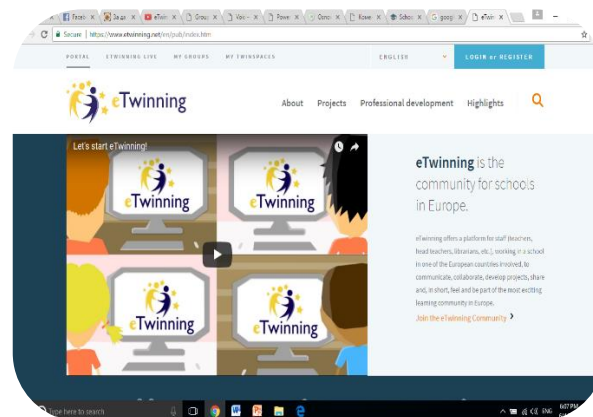 Secure https://www.etwinning.net/en/pub/index.htm
PORTAL ETWINNING LIVE MY GROUPS MY TWINSPACES ENGLISH LOGIN or REGISTER
eTwinning About Projects Professional development Highlights
Let's start eTwinning!
eTwinning eTwinning
eTwinning eTwinning
eTwinning is the
community for schools
in Europe.
eTwinning offers a platform for staff (teachers,
head teachers, librarians, etc.), working in a school
in one of the European countries involved, to
communicate, collaborate, develop projects, share
and, in short, feel and be part of the most exciting
learning community in Europe.
Join the eTwinning Community
Type here to search ENG 6:07 PM